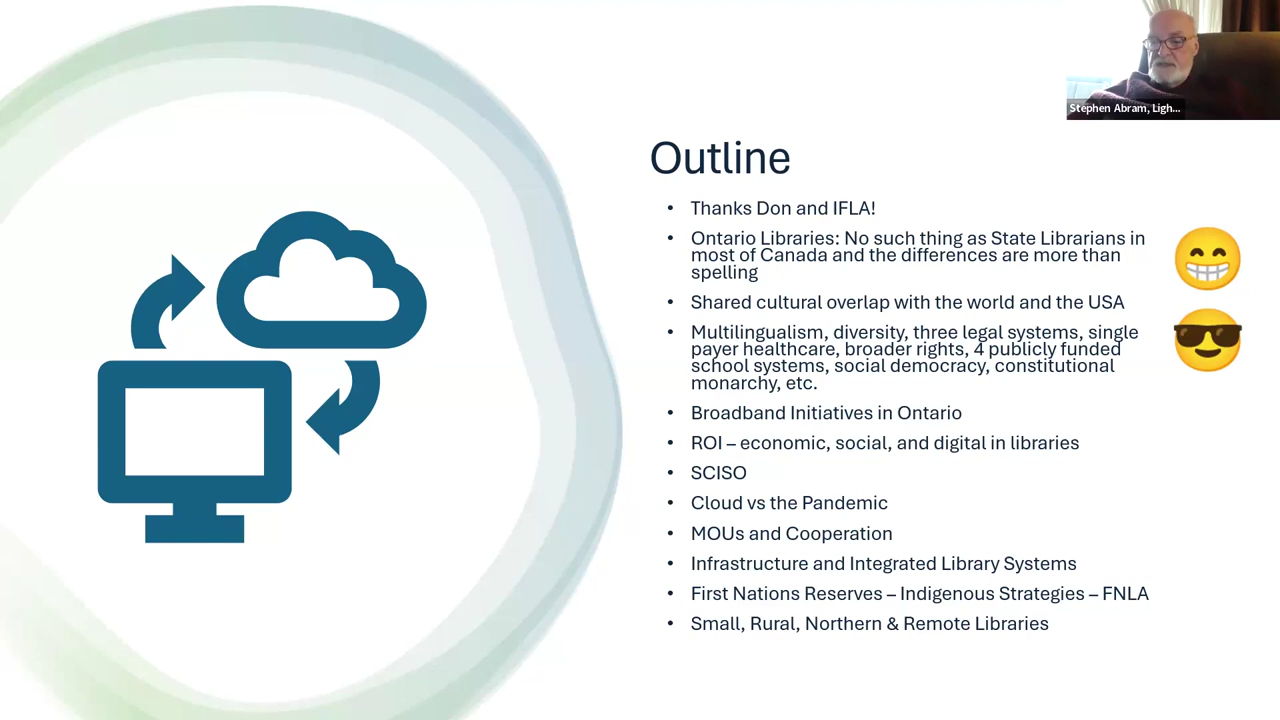 Stephen Abram, Ligh...
Outline
• Thanks Don and IFLA!
• Ontario Libraries: No such thing as State Librarians in
most of Canada and the differences are more than
spelling
• Shared cultural overlap with the world and the USA
• Multilingualism, diversity, three legal systems, single
payer healthcare, broader rights, 4 publicly funded
school systems, social democracy, constitutional
monarchy, etc.
• Broadband Initiatives in Ontario
• ROI – economic, social, and digital in libraries
• SCISO
• Cloud vs the Pandemic
• MOUs and Cooperation
• Infrastructure and Integrated Library Systems
• First Nations Reserves – Indigenous Strategies – FNLA
• Small, Rural, Northern & Remote Libraries